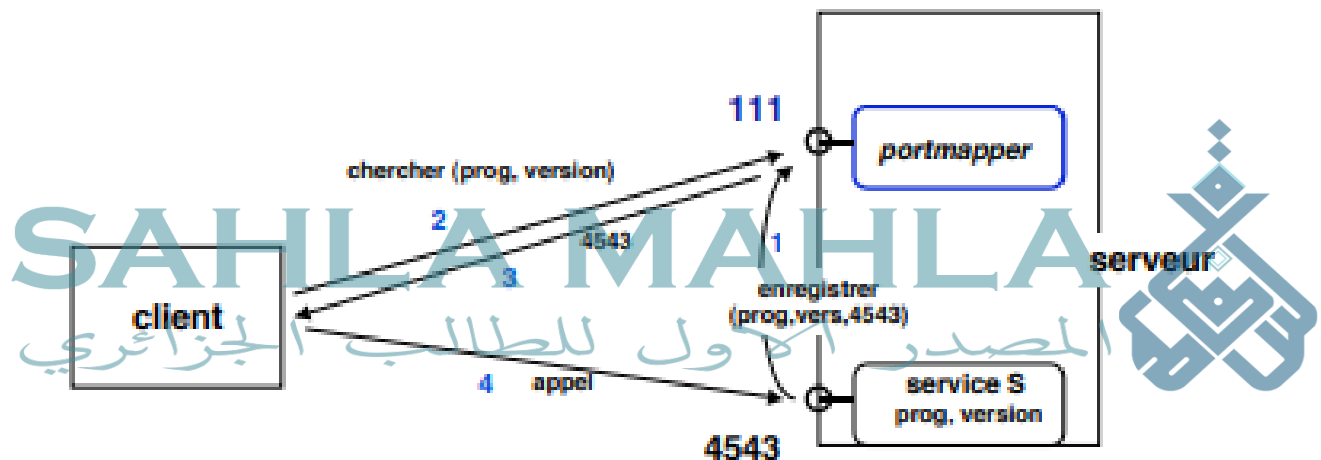 111
portmapper
chercher (prog, version)
2
4543
1
SAHLA MAHLA
3
serveur
enregistrer
(prog,vers,4543)
client
المصدر الاول للطالب الجزائري
4
appel
service S
prog, version
4543